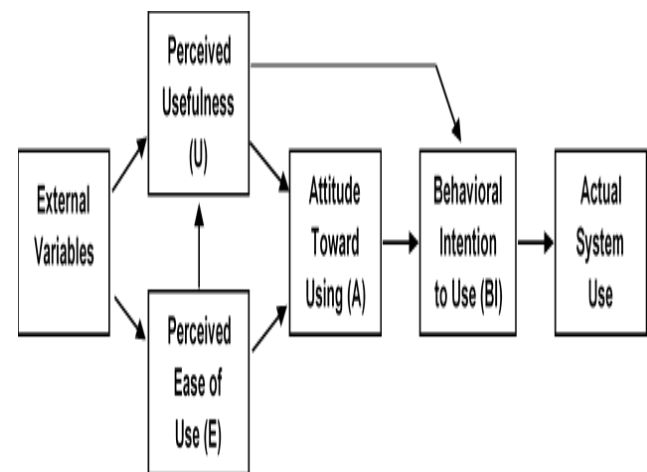 Perceived
Usefulness
(U)
External
Variables
Perceived
Ease of
Use (E)
Attitude
Toward
Using (A)
Behavioral
Intention
to Use (BI)
Actual
System
Use